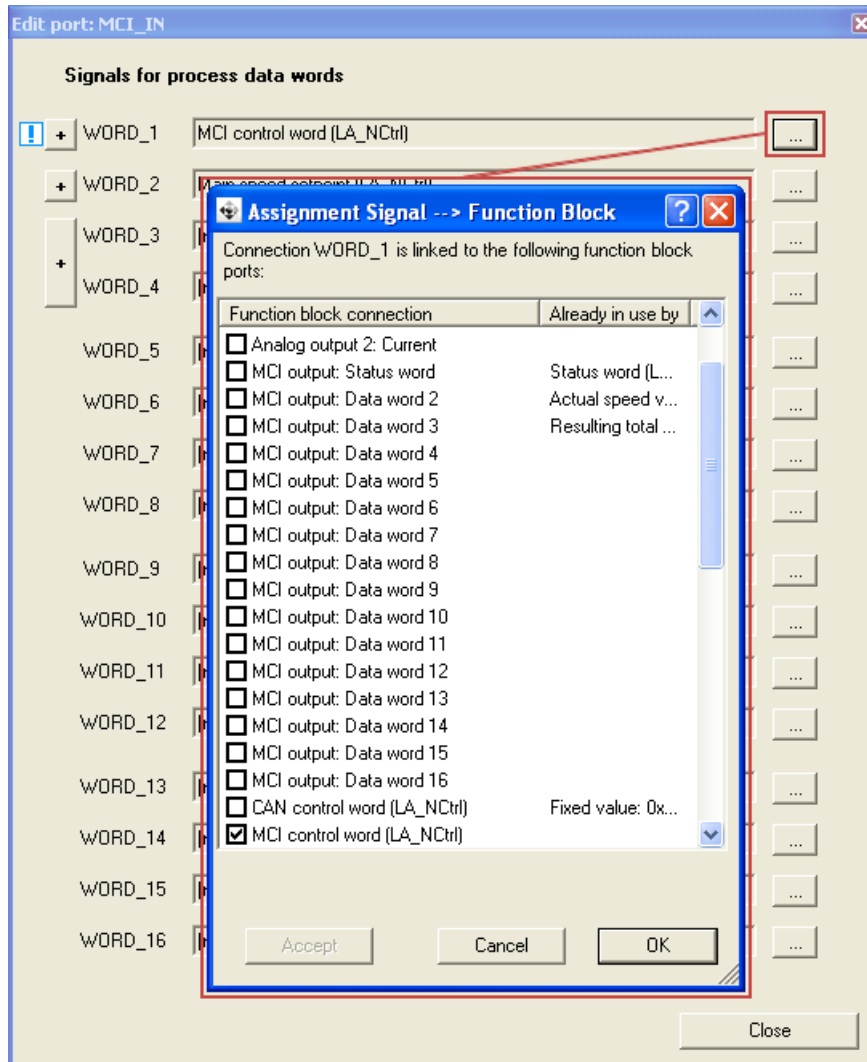 Edit port: MCI_IN
Signals for process data words
! + WORD_1 MCI control word (LA_NCtrl) ...
+ WORD_2 Main speed setpoint (LA_NCtrl) ...
WORD_3 ...
+
WORD_4 ...
WORD_5 ...
WORD_6 ...
WORD_7 ...
WORD_8 ...
WORD_9 ...
WORD_10 ...
WORD_11 ...
WORD_12 ...
WORD_13 ...
WORD_14 ...
WORD_15 ...
WORD_16 ...
Assignment Signal --> Function Block ?
Connection WORD_1 is linked to the following function block
ports:
Function block connection Already in use by
Analog output 2: Current
MCI output: Status word Status word (L...
MCI output: Data word 2 Actual speed v...
MCI output: Data word 3 Resulting total ...
MCI output: Data word 4
MCI output: Data word 5
MCI output: Data word 6
MCI output: Data word 7
MCI output: Data word 8
MCI output: Data word 9
MCI output: Data word 10
MCI output: Data word 11
MCI output: Data word 12
MCI output: Data word 13
MCI output: Data word 14
MCI output: Data word 15
MCI output: Data word 16
CAN control word (LA_NCtrl) Fixed value: 0x...
MCI control word (LA_NCtrl)
Accept Cancel OK
Close